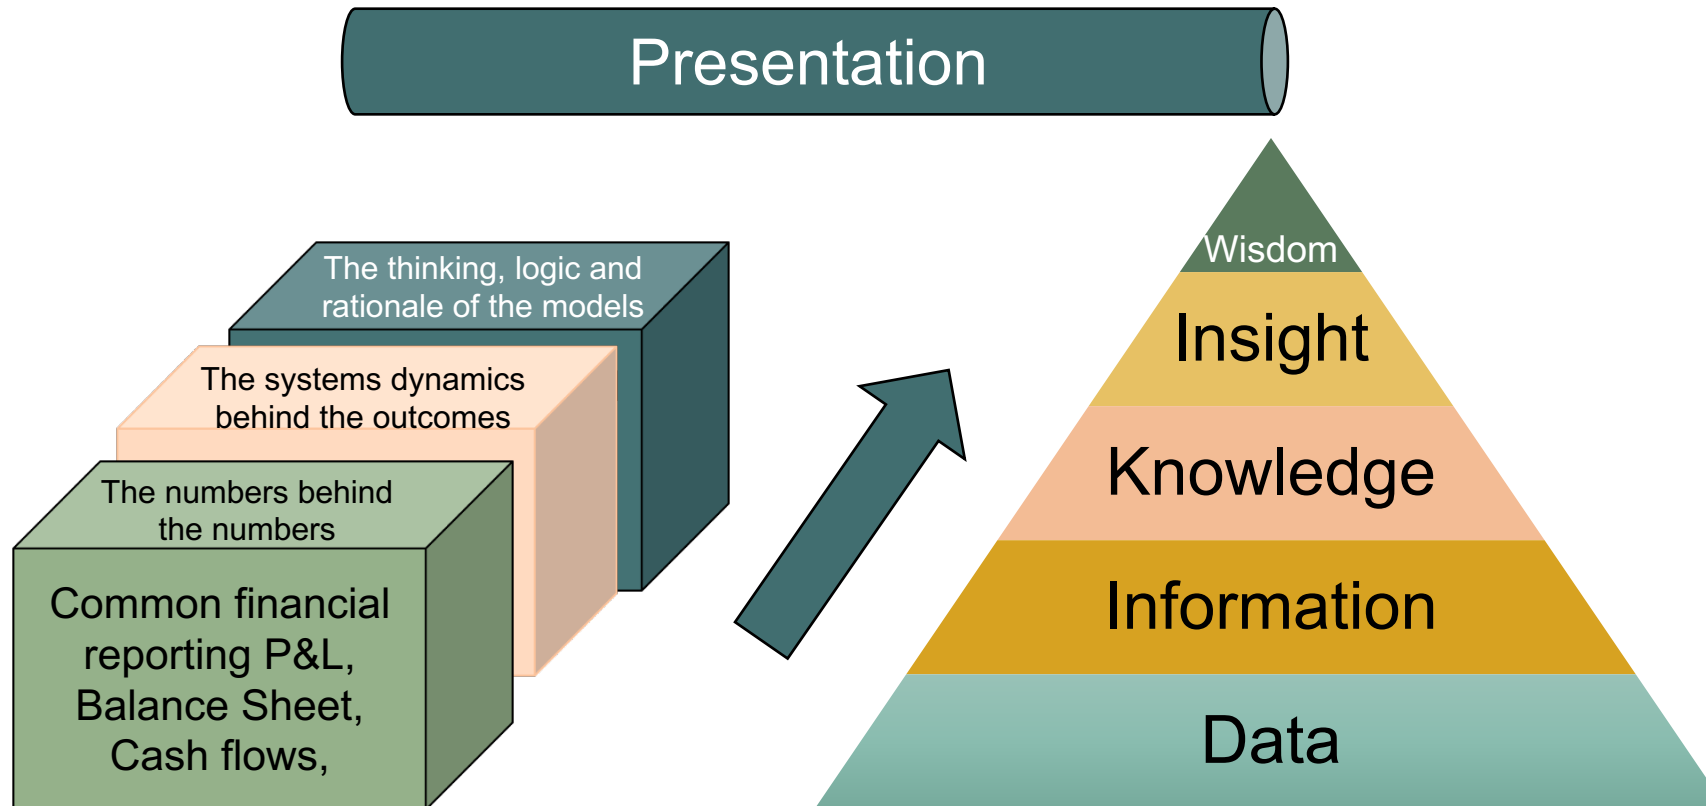 Presentation
The thinking, logic and
rationale of the models
The systems dynamics
behind the outcomes
The numbers behind
the numbers
Common financial
reporting P&L,
Balance Sheet,
Cash flows,
Wisdom
Insight
Knowledge
Information
Data